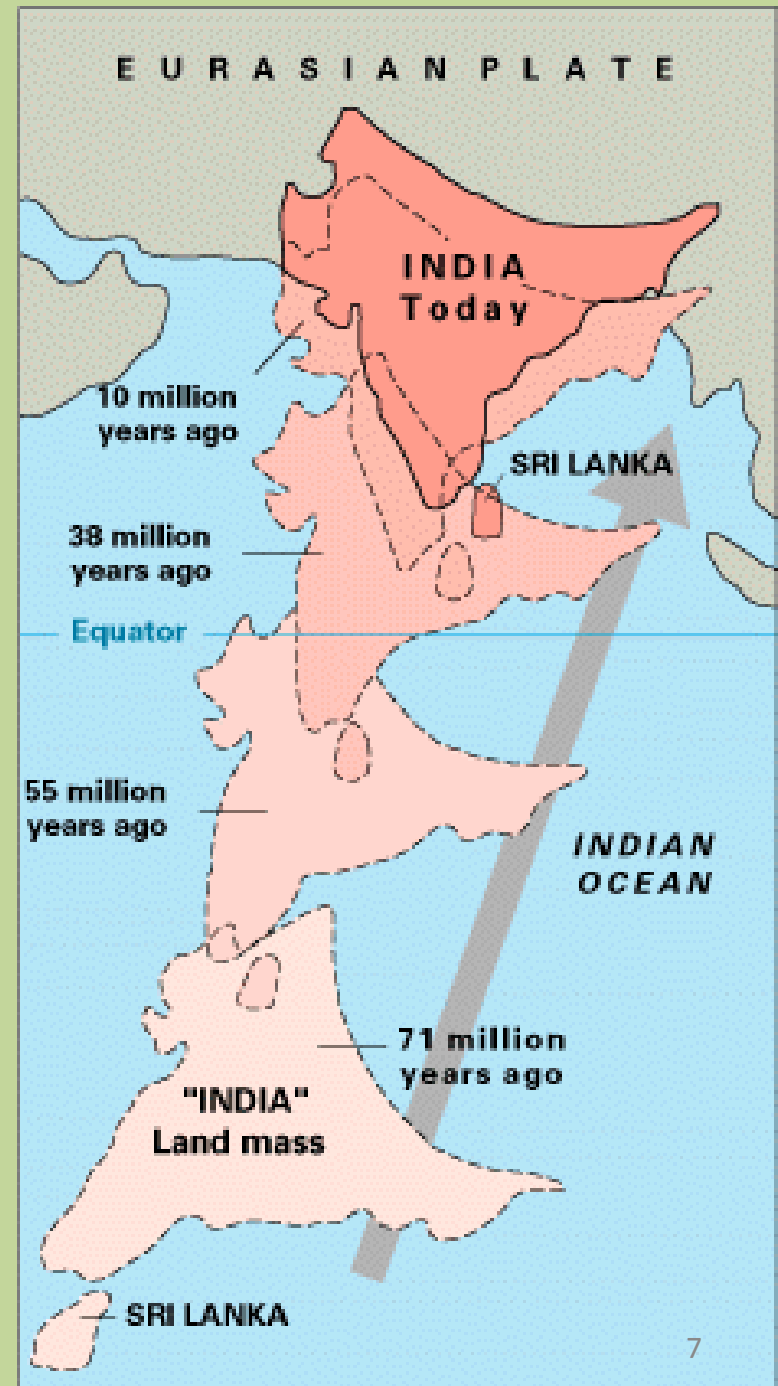 EURASIAN PLATE
INDIA
Today
10 million
years ago
SRI LANKA
38 million
years ago
Equator
55 million
years ago
INDIAN
OCEAN
71 million
years ago
"INDIA"
Land mass
SRI LANKA
7